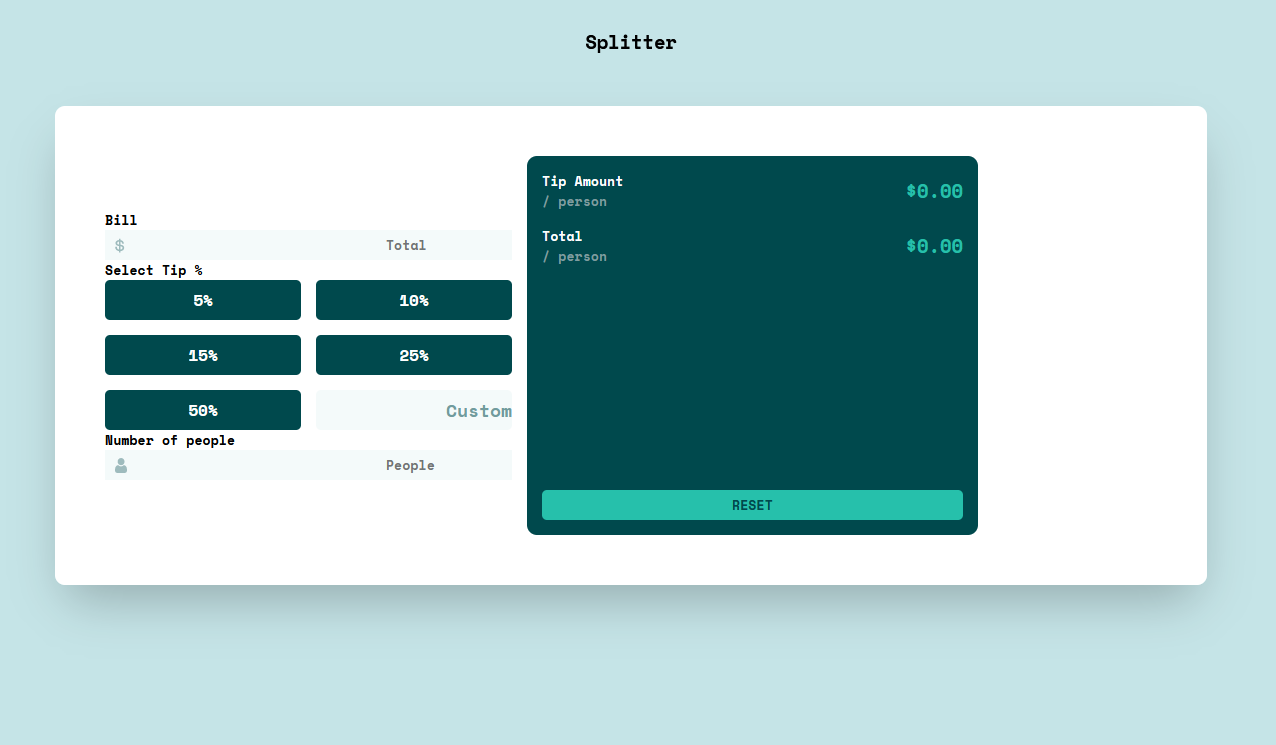 Splitter
Bill
$ Total
Select Tip %
5% 10%
15% 25%
50% Custom
Number of people
People
Tip Amount
/ person
$0.00
Total
/ person
$0.00
RESET